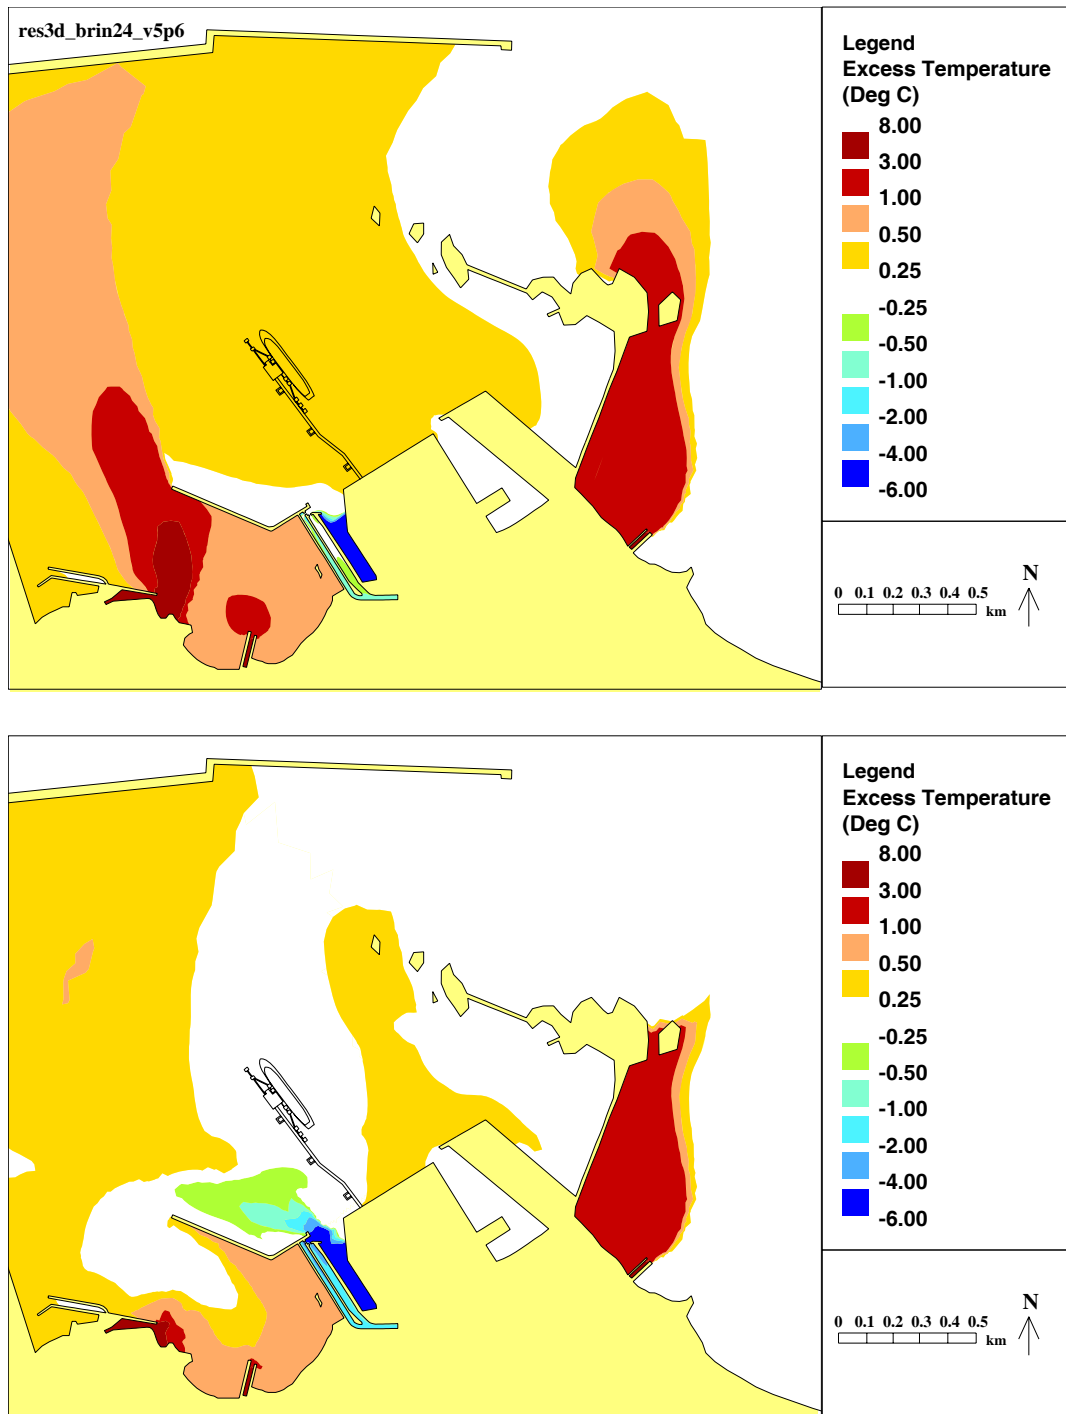 res3d_brin24_v5p6
Legend
Excess Temperature
(Deg C)
8.00
3.00
1.00
0.50
0.25
-0.25
-0.50
-1.00
-2.00
-4.00
-6.00
N
0 0.1 0.2 0.3 0.4 0.5
km
Legend
Excess Temperature
(Deg C)
8.00
3.00
1.00
0.50
0.25
-0.25
-0.50
-1.00
-2.00
-4.00
-6.00
N
0 0.1 0.2 0.3 0.4 0.5
km